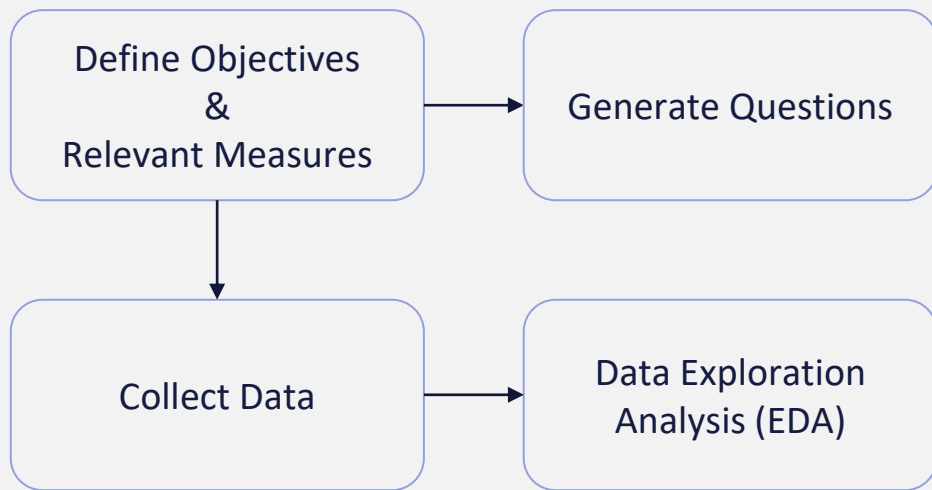 Define Objectives
&
Relevant Measures
Generate Questions
Collect Data
Data Exploration
Analysis (EDA)